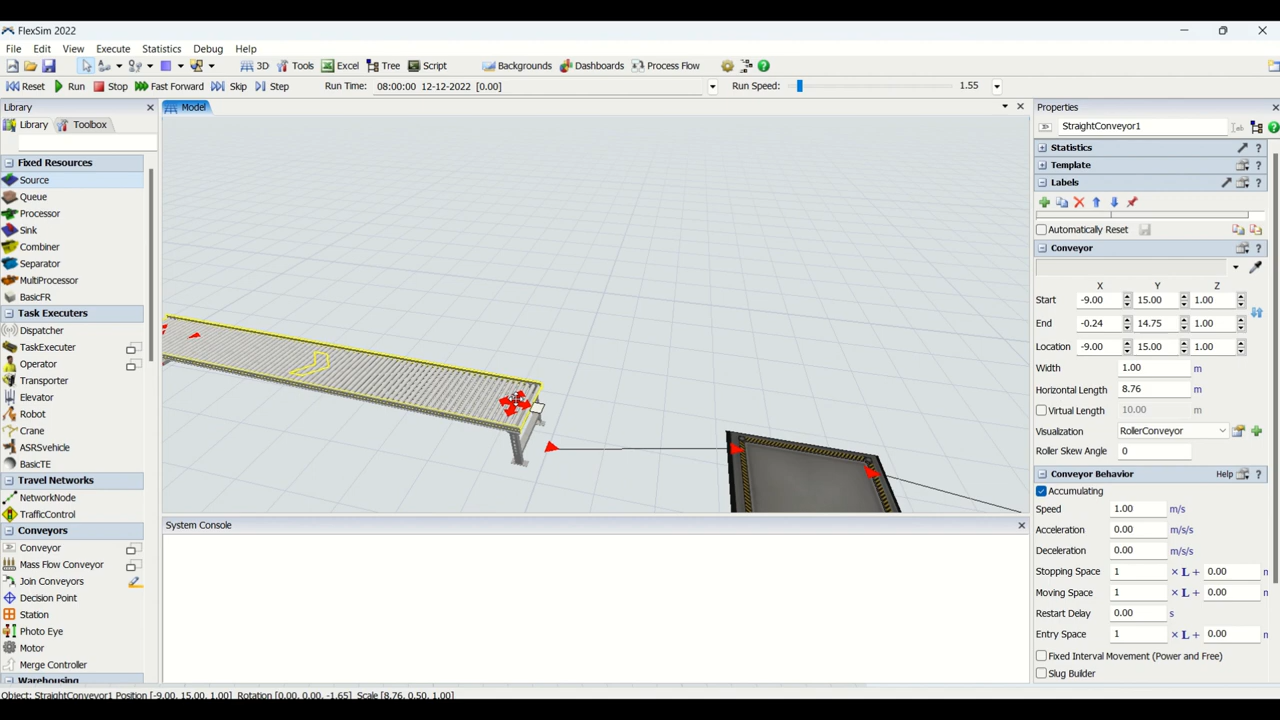 FlexSim 2022
File Edit View Execute Statistics Debug Help
3D Tools Excel Tree Script Backgrounds Dashboards Process Flow
Reset Run Stop Fast Forward Skip Step Run Time: 08:00:00 12-12-2022 [0.00] Run Speed: 1.55
Library
Library Toolbox
Fixed Resources
Source
Queue
Processor
Sink
Combiner
Separator
MultiProcessor
BasicFR
Task Executers
Dispatcher
TaskExecuter
Operator
Transporter
Elevator
Robot
Crane
ASRSvehicle
BasicTE
Travel Networks
NetworkNode
TrafficControl
Conveyors
Conveyor
Mass Flow Conveyor
Join Conveyors
Decision Point
Station
Photo Eye
Motor
Merge Controller
Warehousing
Model
System Console
Properties
StraightConveyor1
Statistics
Template
Labels
Automatically Reset
Conveyor
X Y Z
Start -9.00 15.00 1.00
End -0.24 14.75 1.00
Location -9.00 15.00 1.00
Width 1.00 m
Horizontal Length 8.76 m
Virtual Length 10.00 m
Visualization RollerConveyor
Roller Skew Angle 0
Conveyor Behavior Help
Accumulating
Speed 1.00 m/s
Acceleration 0.00 m/s/s
Deceleration 0.00 m/s/s
Stopping Space 1 × L + 0.00
Moving Space 1 × L + 0.00
Restart Delay 0.00 s
Entry Space 1 × L + 0.00
Fixed Interval Movement (Power and Free)
Slug Builder
Object: StraightConveyor1 Position [-9.00, 15.00, 1.00] Rotation [0.00, 0.00, -1.65] Scale [8.76, 0.50, 1.00]